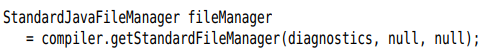 StandardJavaFileManager fileManager
= compiler.getStandardFileManager(diagnostics, null, null);